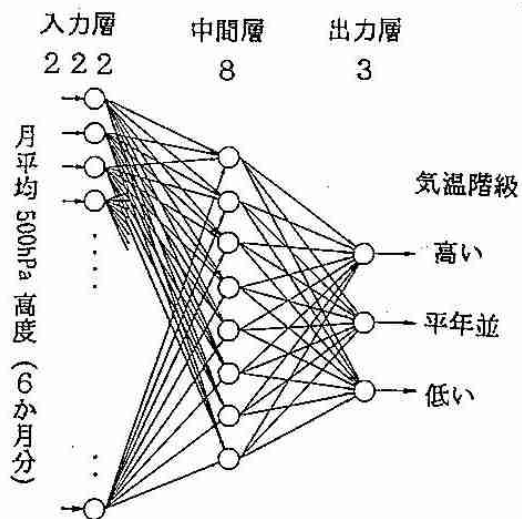 入力層 中間層 出力層
222 8 3
月平均500hPa高度(6か月分)
気温階級
高い
平年並
低い